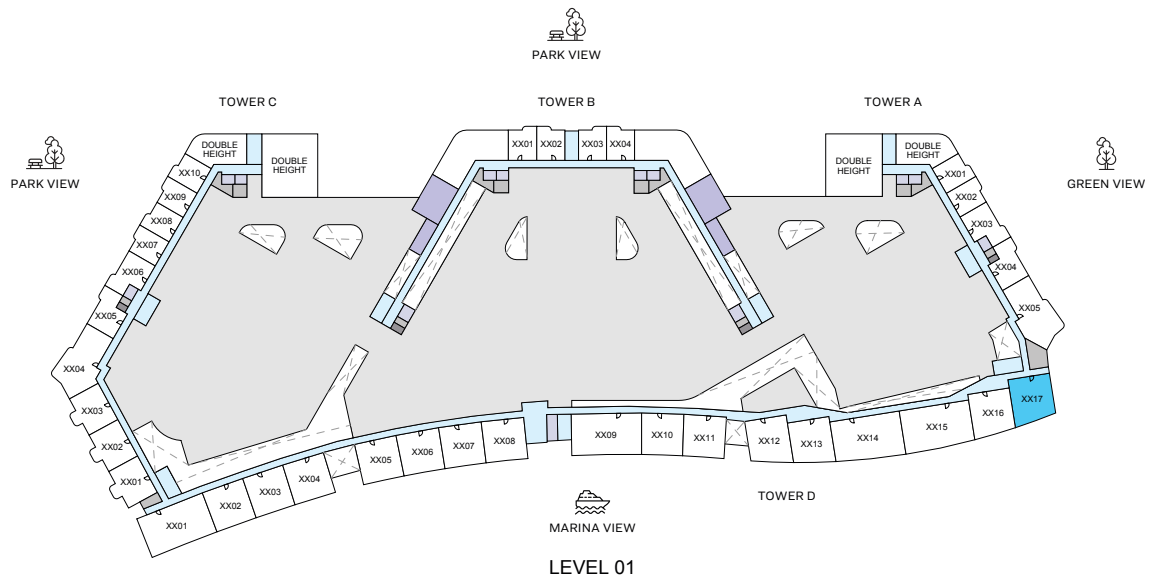 PARK VIEW
TOWER C
TOWER B
TOWER A
PARK VIEW
GREEN VIEW
DOUBLE
HEIGHT
DOUBLE
HEIGHT
XX10
XX09
XX08
XX07
XX06
XX05
XX04
XX03
XX02
XX01
XX01
XX02
XX03
XX04
DOUBLE
HEIGHT
DOUBLE
HEIGHT
XX01
XX02
XX03
XX04
XX05
XX01
XX02
XX03
XX04
XX05
XX06
XX07
XX08
XX09
XX10
XX11
XX12
XX13
XX14
XX15
XX16
XX17
TOWER D
MARINA VIEW
LEVEL 01